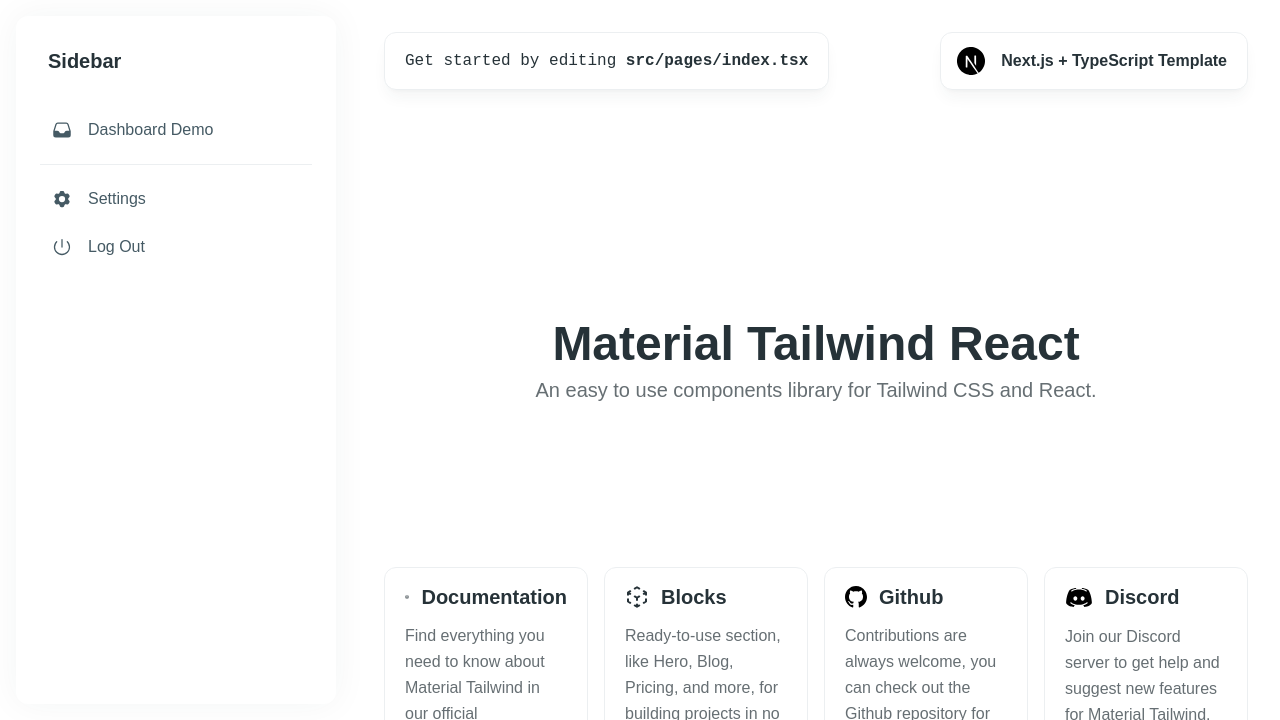 Sidebar
Dashboard Demo
Settings
Log Out
Get started by editing src/pages/index.tsx
Next.js + TypeScript Template
Material Tailwind React
An easy to use components library for Tailwind CSS and React.
Documentation
Find everything you
need to know about
Material Tailwind in
our official
Blocks
Ready-to-use section,
like Hero, Blog,
Pricing, and more, for
building projects in no
Github
Contributions are
always welcome, you
can check out the
Github repository for
Discord
Join our Discord
server to get help and
suggest new features
for Material Tailwind.